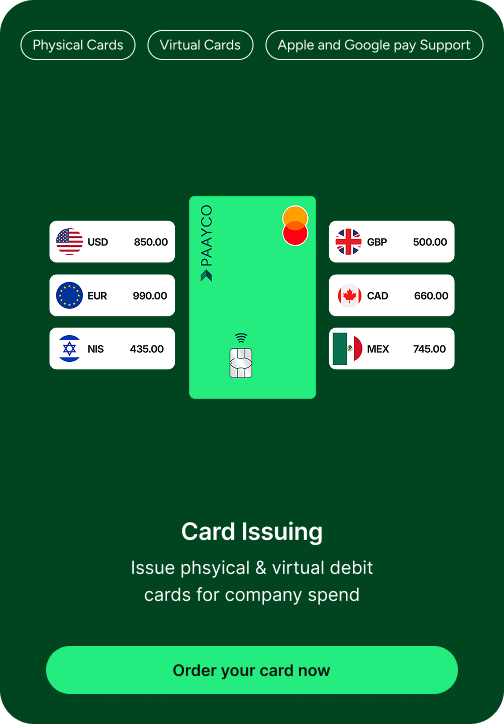 Physical Cards
Virtual Cards
Apple and Google pay Support
PAAYCO
USD 850.00
EUR 990.00
NIS 435.00
GBP 500.00
CAD 660.00
MEX 745.00
Card Issuing
Issue phsyical & virtual debit
cards for company spend
Order your card now